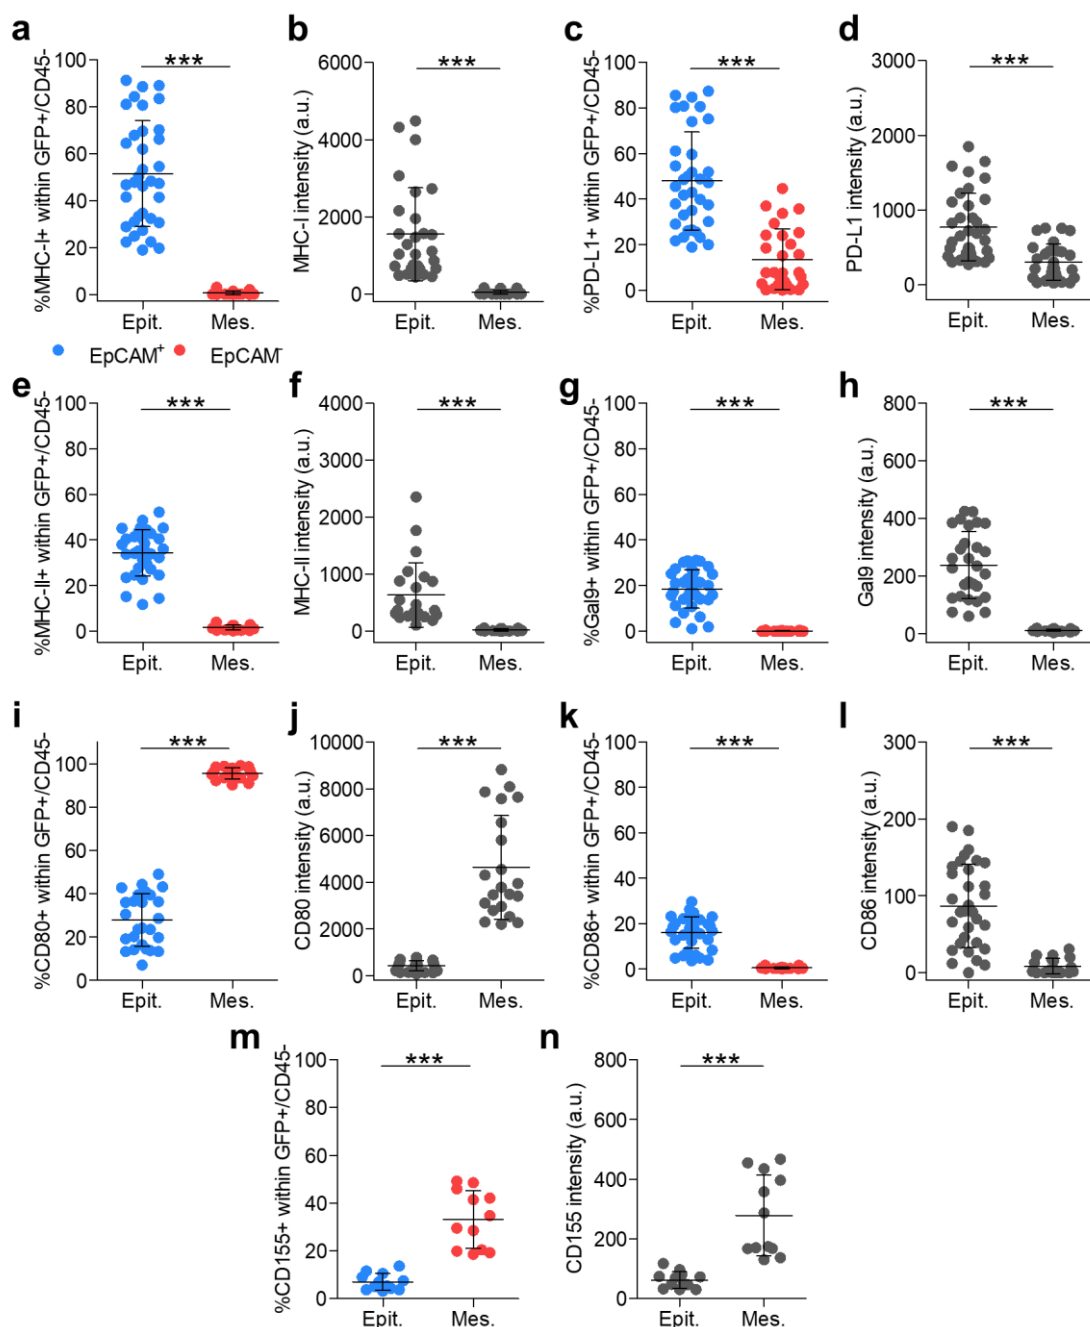 a
%MHC-I+ within GFP+/CD45-
100
80
60
40
20
0
***
Epit.
Mes.
b
MHC-I intensity (a.u.)
6000
4000
2000
0
***
Epit.
Mes.
c
%PD-L1+ within GFP+/CD45-
100
80
60
40
20
0
***
Epit.
Mes.
d
PD-L1 intensity (a.u.)
3000
2000
1000
0
***
Epit.
Mes.
EpCAM+
EpCAM-
e
%MHC-II+ within GFP+/CD45-
100
80
60
40
20
0
***
Epit.
Mes.
f
MHC-II intensity (a.u.)
4000
3000
2000
1000
0
***
Epit.
Mes.
g
%Gal9+ within GFP+/CD45-
100
80
60
40
20
0
***
Epit.
Mes.
h
Gal9 intensity (a.u.)
800
600
400
200
0
***
Epit.
Mes.
i
%CD80+ within GFP+/CD45-
100
80
60
40
20
0
***
Epit.
Mes.
j
CD80 intensity (a.u.)
10000
8000
6000
4000
2000
0
***
Epit.
Mes.
k
%CD86+ within GFP+/CD45-
100
80
60
40
20
0
***
Epit.
Mes.
l
CD86 intensity (a.u.)
300
200
100
0
***
Epit.
Mes.
m
%CD155+ within GFP+/CD45-
100
80
60
40
20
0
***
Epit.
Mes.
n
CD155 intensity (a.u.)
800
600
400
200
0
***
Epit.
Mes.